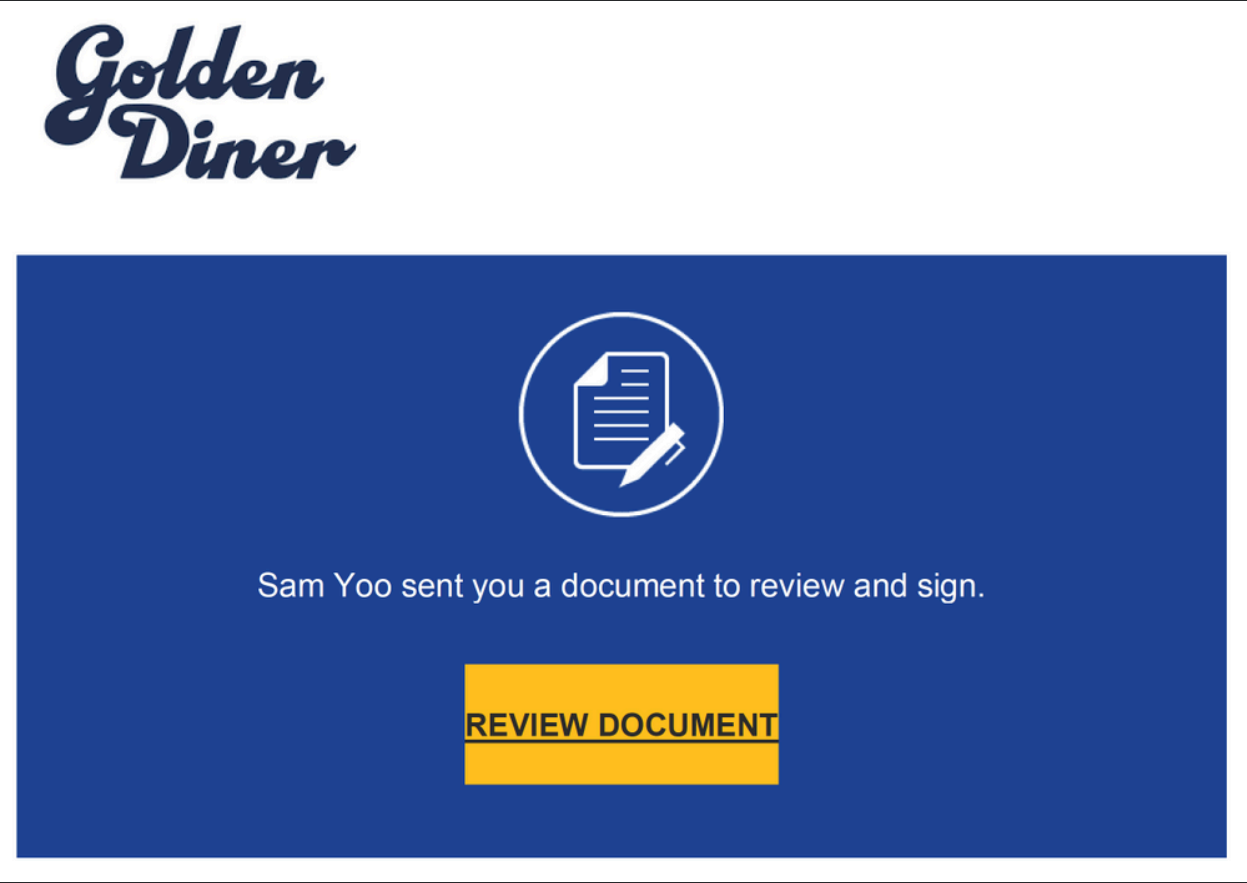 Golden
Diner
Sam Yoo sent you a document to review and sign.
REVIEW DOCUMENT